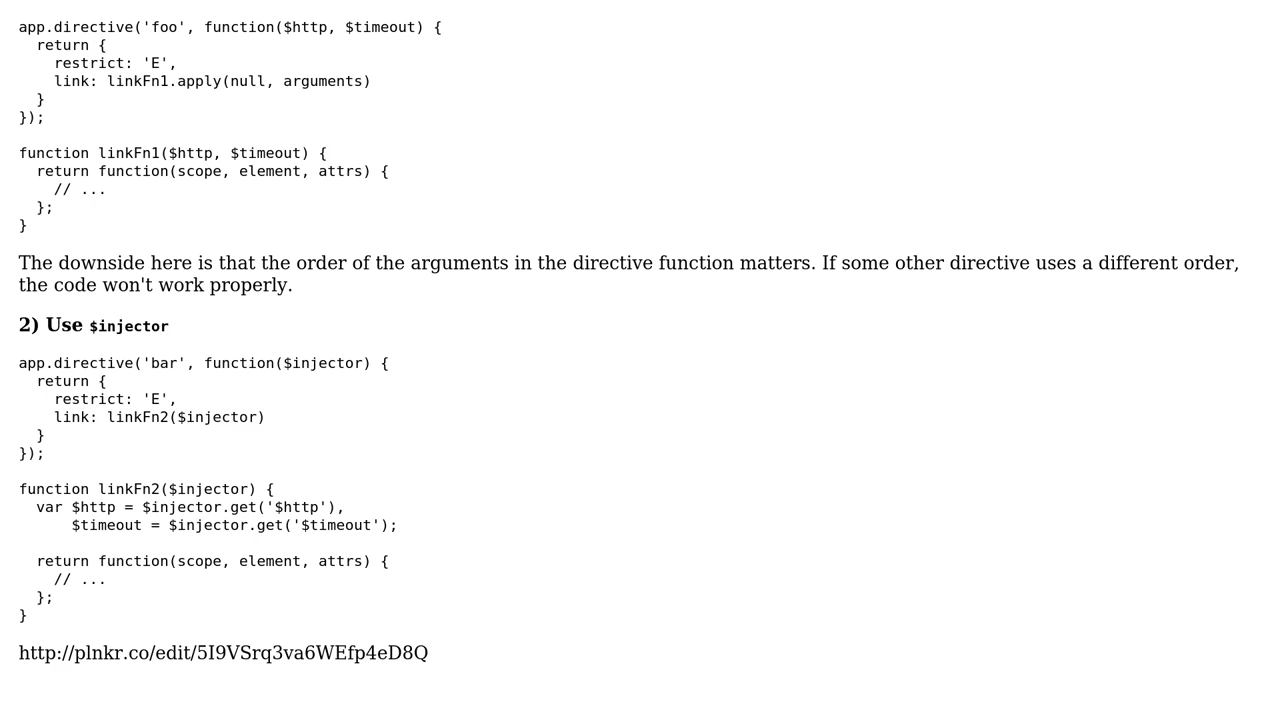 app.directive('foo', function($http, $timeout) {
  return {
    restrict: 'E',
    link: linkFn1.apply(null, arguments)
  }
});

function linkFn1($http, $timeout) {
  return function(scope, element, attrs) {
    // ...
  };
}

The downside here is that the order of the arguments in the directive function matters. If some other directive uses a different order,
the code won't work properly.

2) Use $injector

app.directive('bar', function($injector) {
  return {
    restrict: 'E',
    link: linkFn2($injector)
  }
});

function linkFn2($injector) {
  var $http = $injector.get('$http'),
      $timeout = $injector.get('$timeout');

  return function(scope, element, attrs) {
    // ...
  };
}

http://plnkr.co/edit/5I9VSrq3va6WEfp4eD8Q